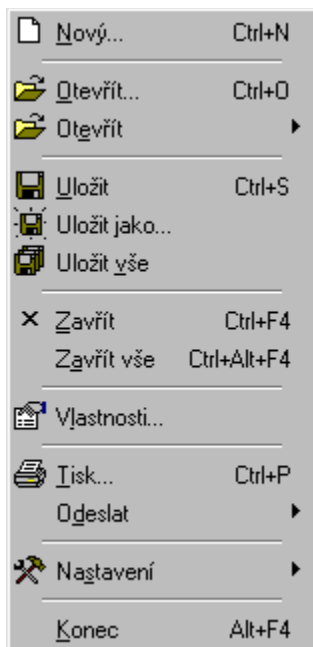 Nový... Ctrl+N
Otevřít... Ctrl+O
Otevřít
Uložit Ctrl+S
Uložit jako...
Uložit vše
Zavřít Ctrl+F4
Zavřít vše Ctrl+Alt+F4
Vlastnosti...
Tisk... Ctrl+P
Odeslat
Nastavení
Konec Alt+F4